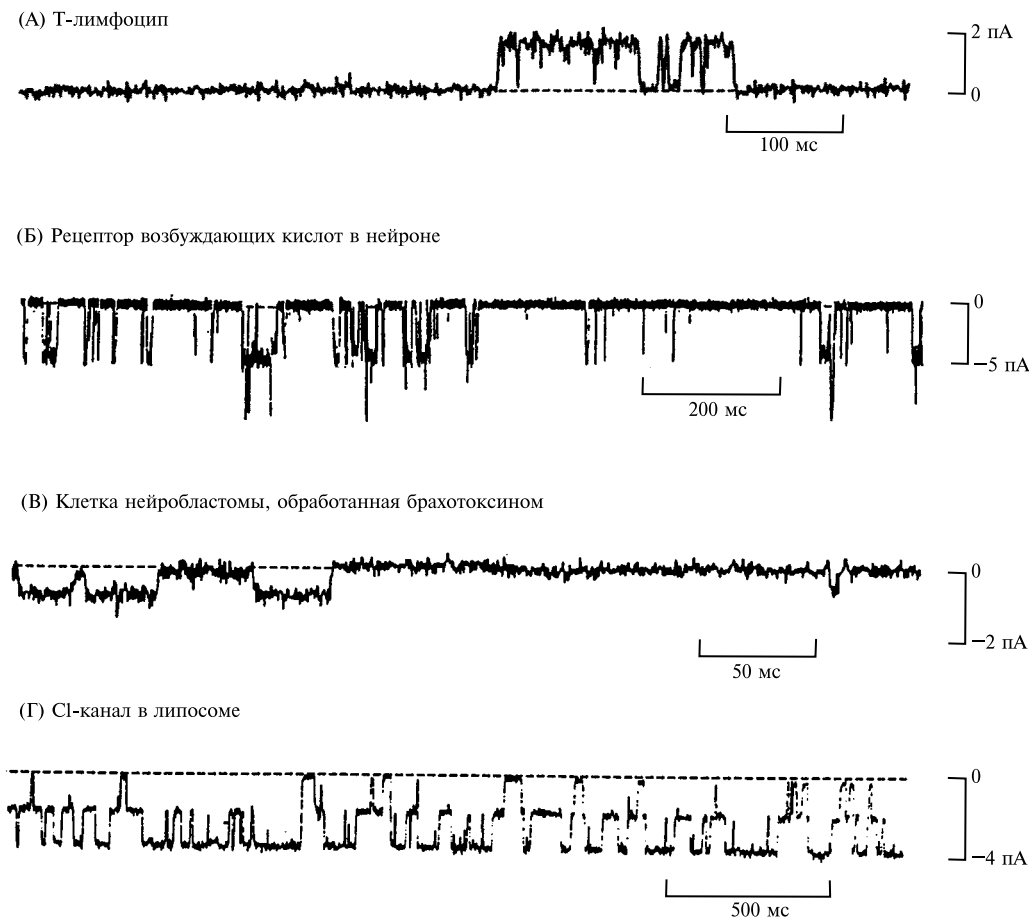 (А) Т-лимфоцип
2 пА
0
100 мс
(Б) Рецептор возбуждающих кислот в нейроне
0
−5 пА
200 мс
(В) Клетка нейробластомы, обработанная брахотоксином
0
−2 пА
50 мс
(Г) Cl-канал в липосоме
0
−4 пА
500 мс